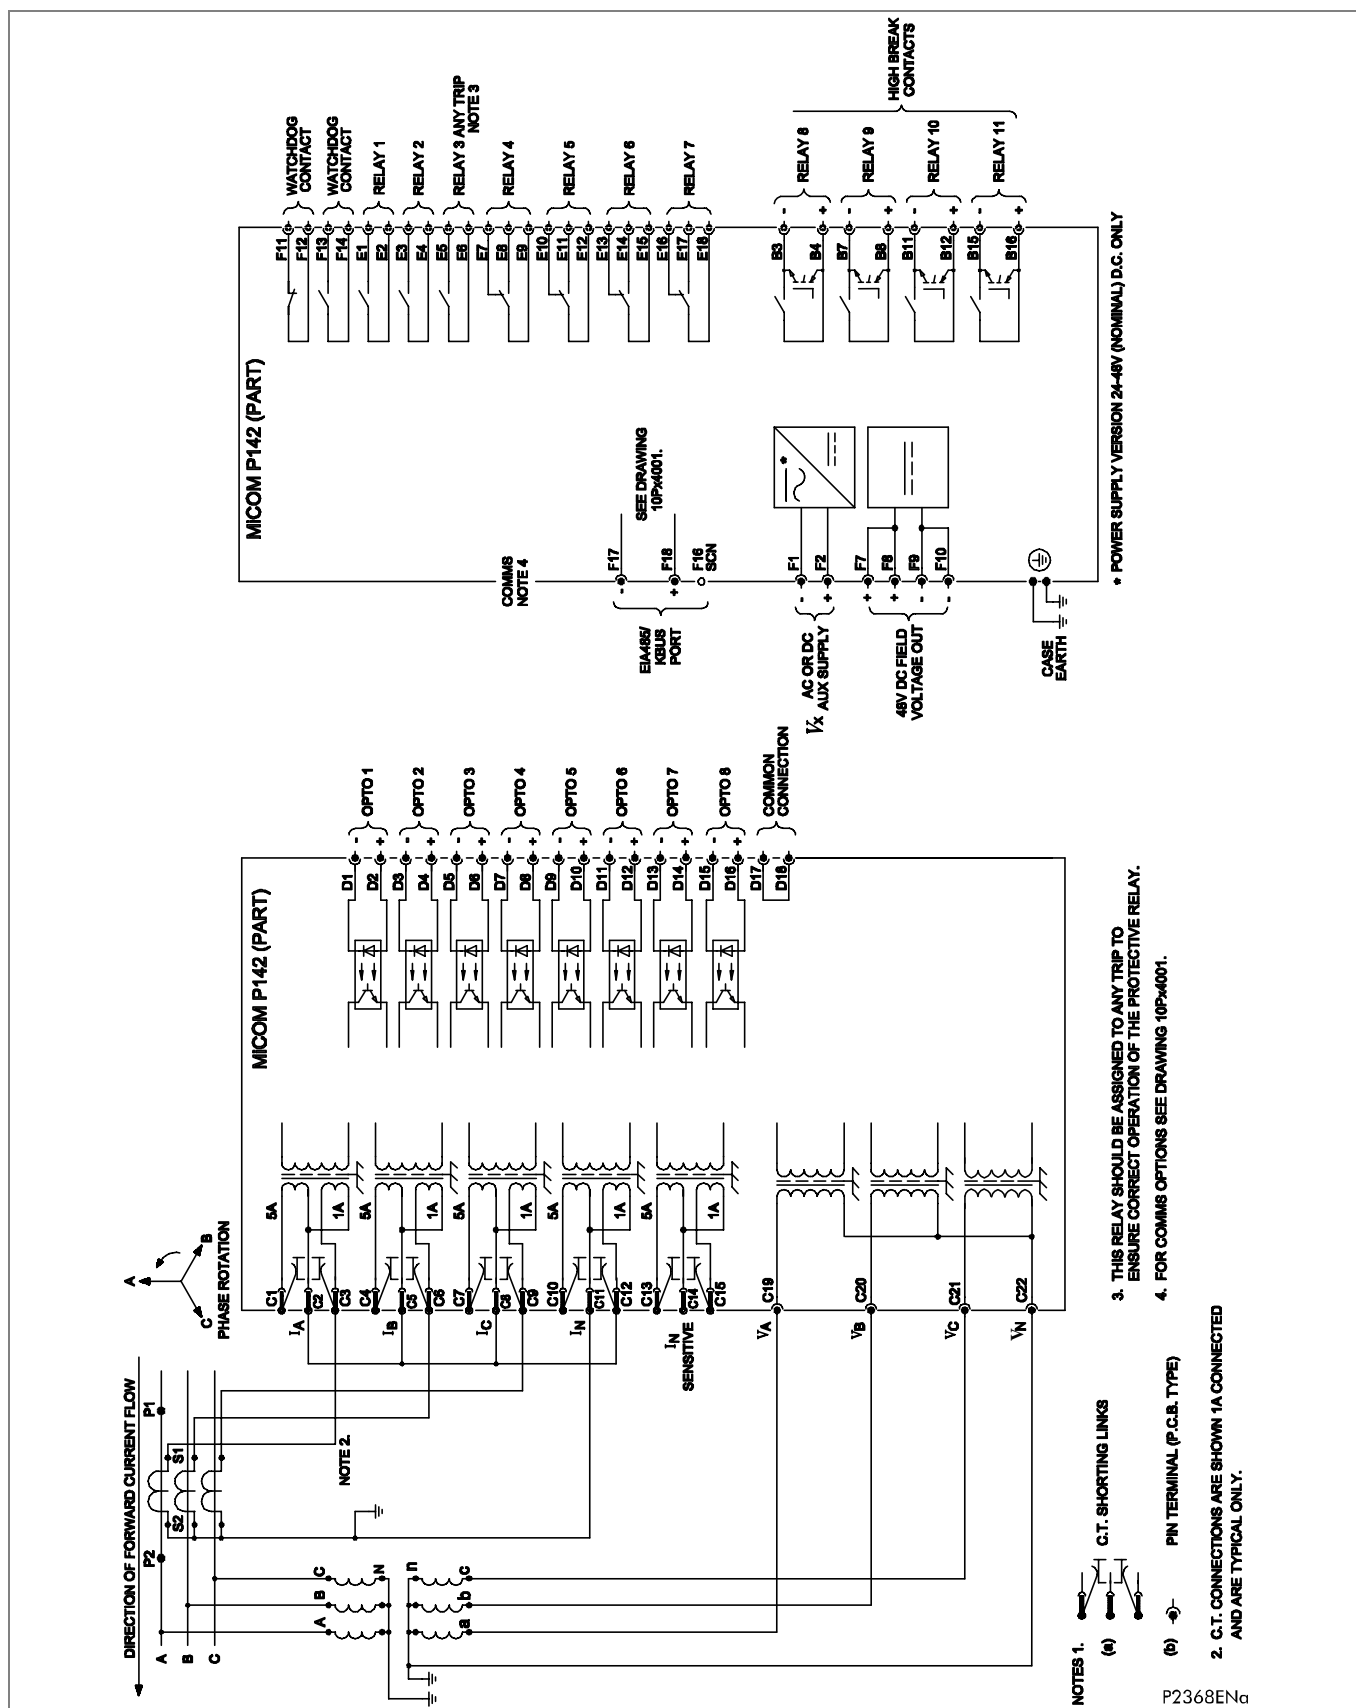 DIRECTION OF FORWARD CURRENT FLOW
A
B
C
P2
P1
S2
S1
A
B
C
PHASE ROTATION
A
B
C
N
n
a
b
c
NOTE 2.
MICOM P142 (PART)
C1
C2
C3
C4
C5
C6
C7
C8
C9
C10
C11
C12
C13
C14
C15
C19
C20
C21
C22
IA
IB
IC
IN
IN
SENSITIVE
VA
VB
VC
VN
5A
1A
5A
1A
5A
1A
5A
1A
5A
1A
D1
D2
D3
D4
D5
D6
D7
D8
D9
D10
D11
D12
D13
D14
D15
D16
D17
D18
- + OPTO 1
- + OPTO 2
- + OPTO 3
- + OPTO 4
- + OPTO 5
- + OPTO 6
- + OPTO 7
- + OPTO 8
COMMON
CONNECTION
MICOM P142 (PART)
COMMS
NOTE 4
EIA485/
KBUS
PORT
- F17
+ F18
F16
SCN
SEE DRAWING
10Px4001.
Vx AC OR DC
AUX SUPPLY
- F1
+ F2
*
48V DC FIELD
VOLTAGE OUT
+ F7
+ F8
- F9
- F10
CASE
EARTH
F11
F12
F13
F14
E1
E2
E3
E4
E5
E6
E7
E8
E9
E10
E11
E12
E13
E14
E15
E16
E17
E18
B3
B4
B7
B8
B11
B12
B15
B16
WATCHDOG
CONTACT
WATCHDOG
CONTACT
RELAY 1
RELAY 2
RELAY 3 ANY TRIP
NOTE 3
RELAY 4
RELAY 5
RELAY 6
RELAY 7
- + RELAY 8
- + RELAY 9
- + RELAY 10
- + RELAY 11
HIGH BREAK
CONTACTS
* POWER SUPPLY VERSION 24-48V (NOMINAL) D.C. ONLY
NOTES 1.
(a) C.T. SHORTING LINKS
(b) PIN TERMINAL (P.C.B. TYPE)
2. C.T. CONNECTIONS ARE SHOWN 1A CONNECTED
AND ARE TYPICAL ONLY.
3. THIS RELAY SHOULD BE ASSIGNED TO ANY TRIP TO
ENSURE CORRECT OPERATION OF THE PROTECTIVE RELAY.
4. FOR COMMS OPTIONS SEE DRAWING 10Px4001.
P2368ENa